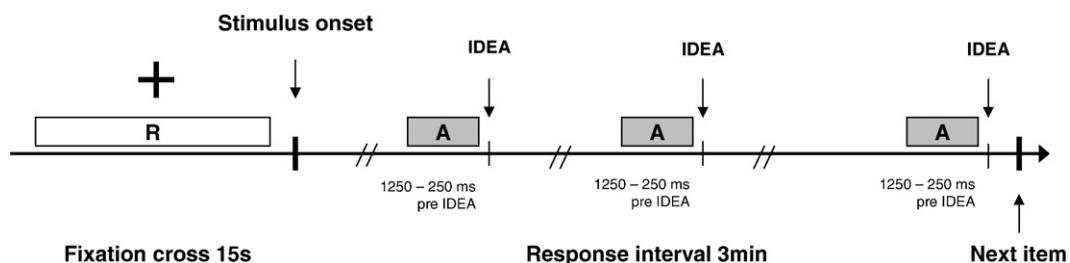 Stimulus onset
IDEA
IDEA
IDEA
R
A
A
A
1250 – 250 ms
pre IDEA
1250 – 250 ms
pre IDEA
1250 – 250 ms
pre IDEA
Fixation cross 15s
Response interval 3min
Next item